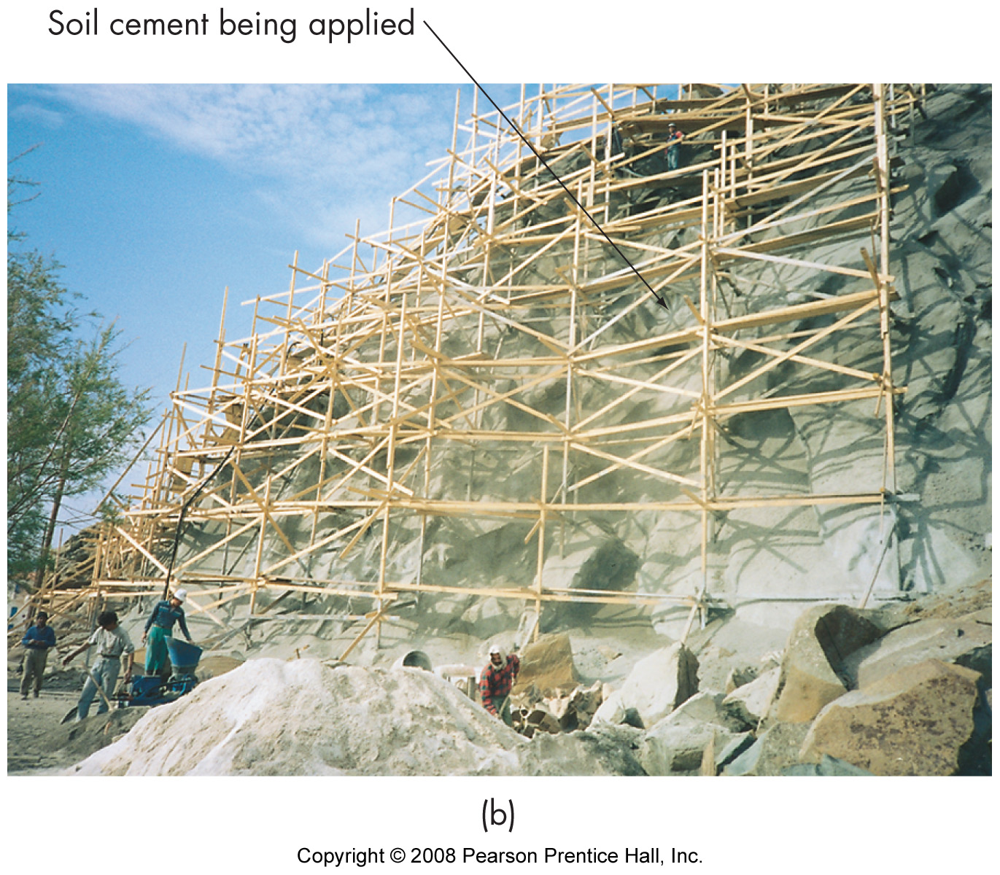 Soil cement being applied
(b)
Copyright © 2008 Pearson Prentice Hall, Inc.